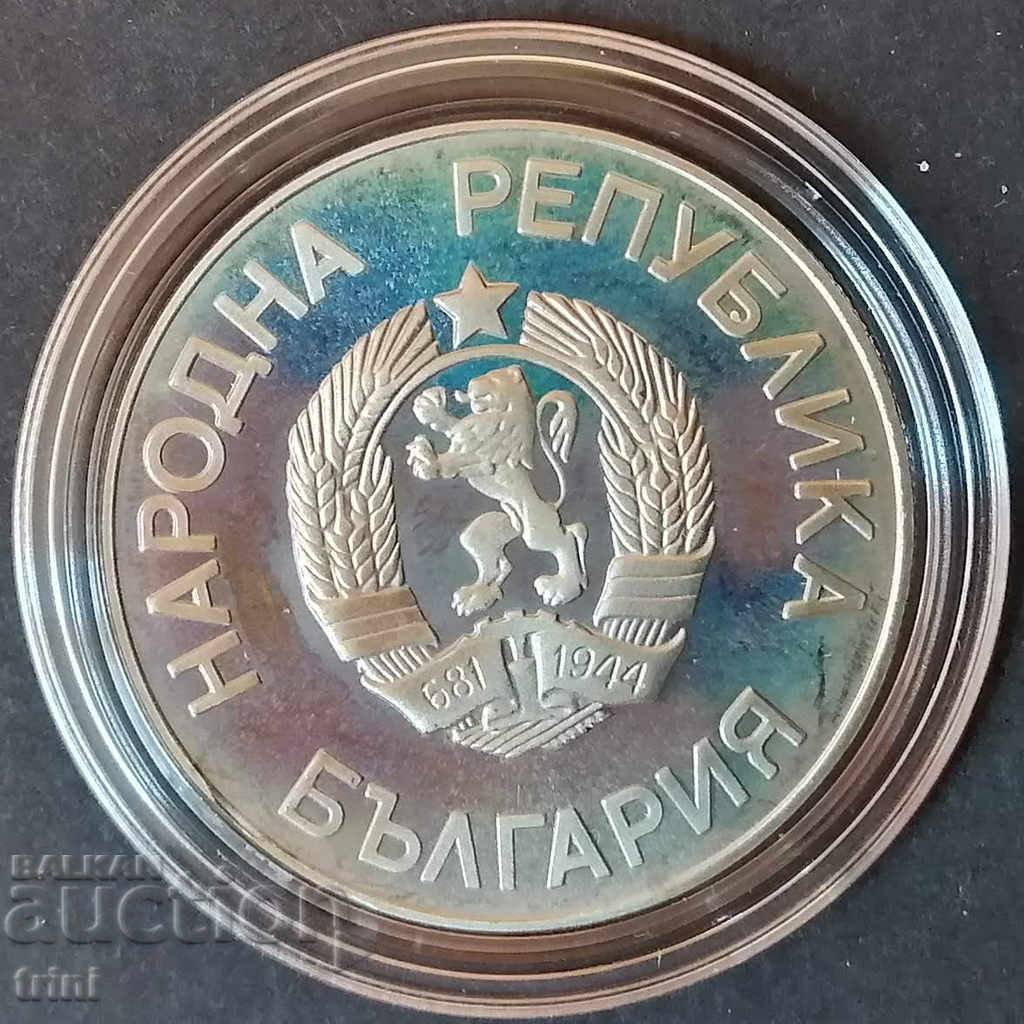 НАРОДНА РЕПУБЛИКА
БЪЛГАРИЯ
681 1944
BALKAN
auction
trini